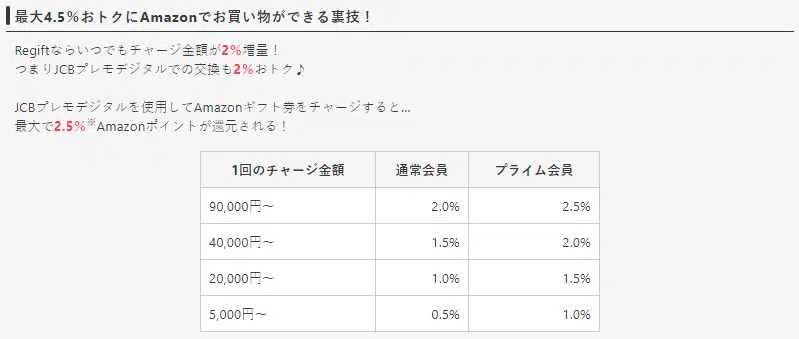 最大4.5%おトクにAmazonでお買い物ができる裏技！
Regiftならいつでもチャージ金額が2%増量！
つまりJCBプレモデジタルでの交換も2%おトク♪
JCBプレモデジタルを使用してAmazonギフト券をチャージすると…
最大で2.5%※Amazonポイントが還元される！
1回のチャージ金額 通常会員 プライム会員
90,000円～ 2.0% 2.5%
40,000円～ 1.5% 2.0%
20,000円～ 1.0% 1.5%
5,000円～ 0.5% 1.0%